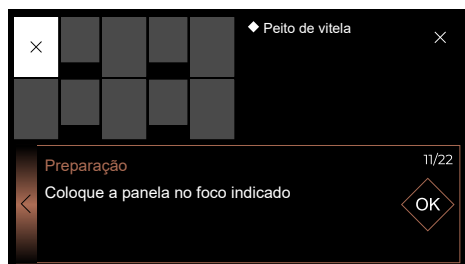 Peito de vitela
Preparação
11/22
Coloque a panela no foco indicado
OK